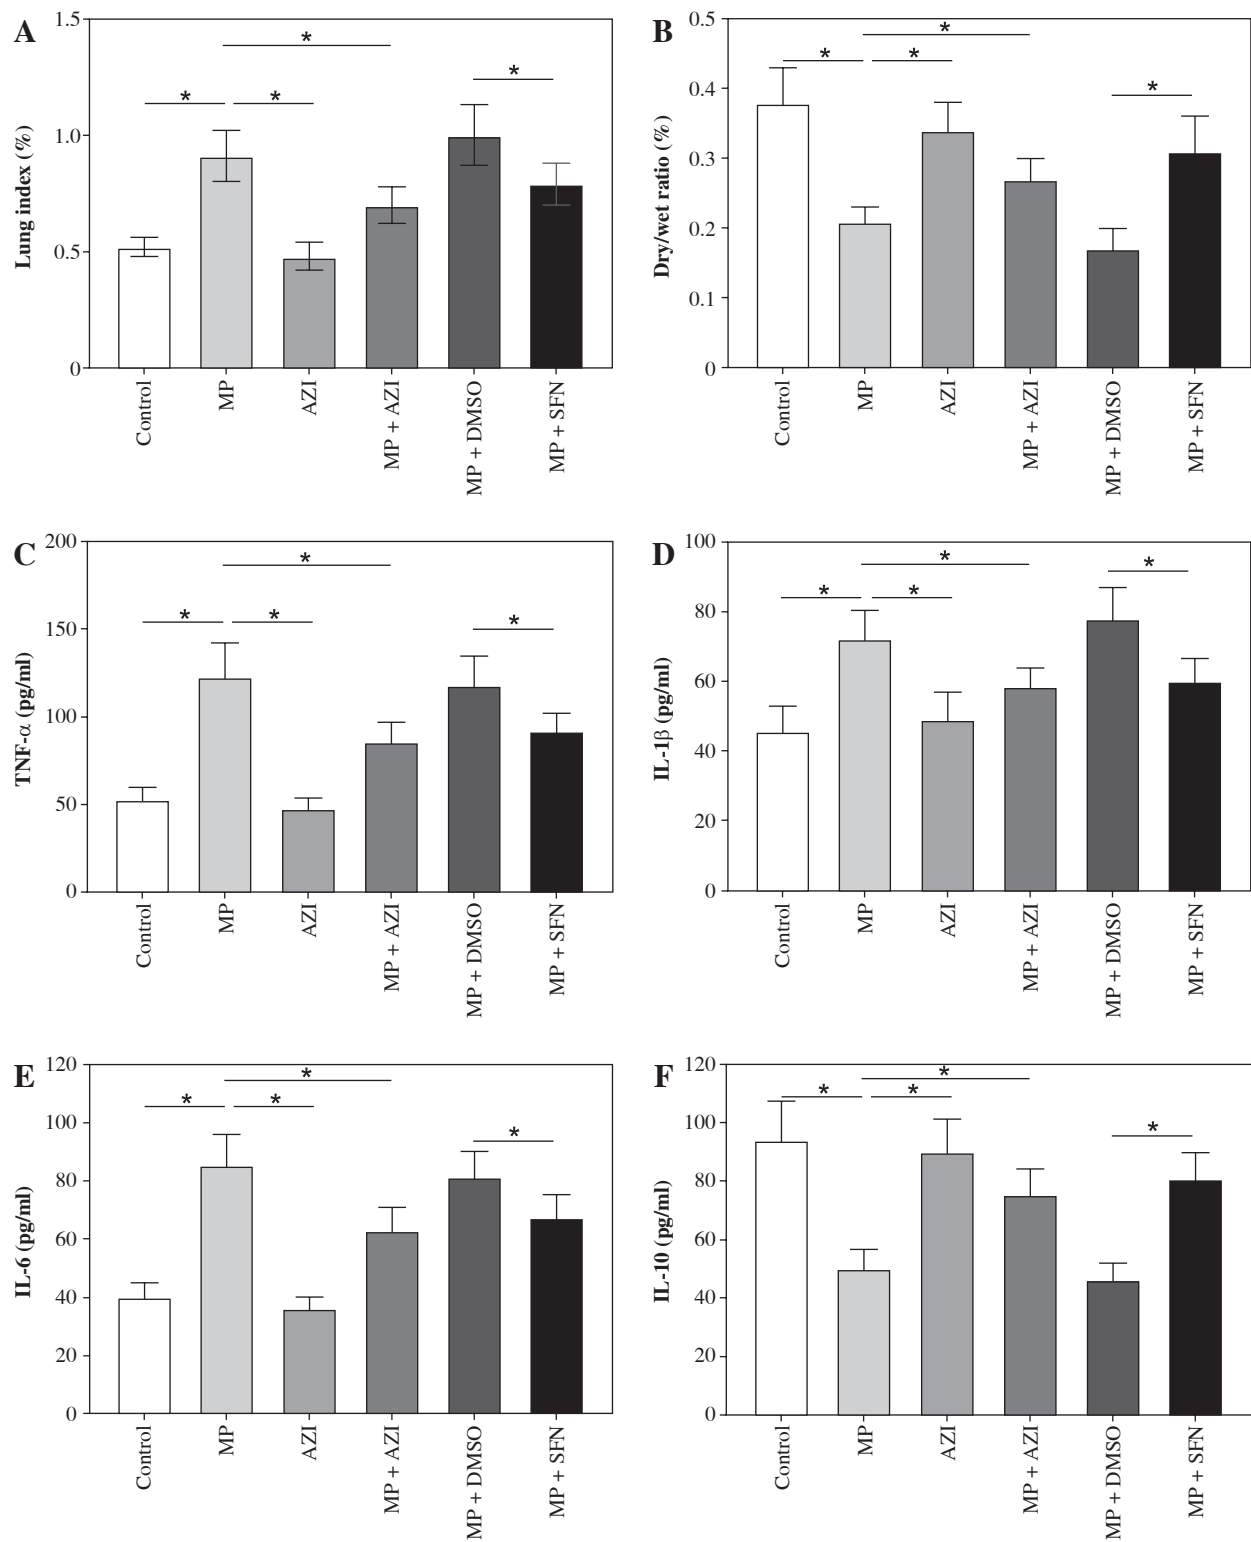 A
Lung index (%)
1.5
1.0
0.5
0
*
*
*
*
Control
MP
AZI
MP + AZI
MP + DMSO
MP + SFN
B
Dry/wet ratio (%)
0.5
0.4
0.3
0.2
0.1
0
*
*
*
*
Control
MP
AZI
MP + AZI
MP + DMSO
MP + SFN
C
TNF-α (pg/ml)
200
150
100
50
0
*
*
*
*
Control
MP
AZI
MP + AZI
MP + DMSO
MP + SFN
D
IL-1β (pg/ml)
100
80
60
40
20
0
*
*
*
*
Control
MP
AZI
MP + AZI
MP + DMSO
MP + SFN
E
IL-6 (pg/ml)
120
100
80
60
40
20
0
*
*
*
*
Control
MP
AZI
MP + AZI
MP + DMSO
MP + SFN
F
IL-10 (pg/ml)
120
100
80
60
40
20
0
*
*
*
*
Control
MP
AZI
MP + AZI
MP + DMSO
MP + SFN